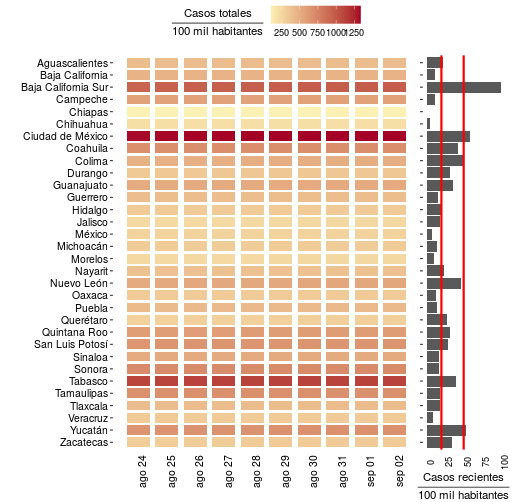 Casos totales
100 mil habitantes
250 500 750 1000 1250
Aguascalientes
Baja California
Baja California Sur
Campeche
Chiapas
Chihuahua
Ciudad de México
Coahuila
Colima
Durango
Guanajuato
Guerrero
Hidalgo
Jalisco
México
Michoacán
Morelos
Nayarit
Nuevo León
Oaxaca
Puebla
Querétaro
Quintana Roo
San Luis Potosí
Sinaloa
Sonora
Tabasco
Tamaulipas
Tlaxcala
Veracruz
Yucatán
Zacatecas
ago 24 ago 25 ago 26 ago 27 ago 28 ago 29 ago 30 ago 31 sep 01 sep 02
0 25 50 75 100
Casos recientes
100 mil habitantes